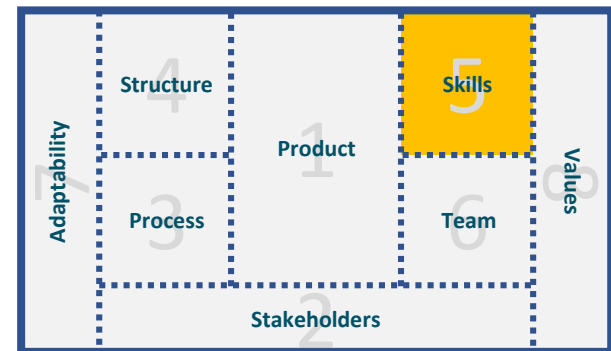 7
Adaptability
4
Structure
3
Process
1
Product
5
Skills
6
Team
2
Stakeholders
8
Values